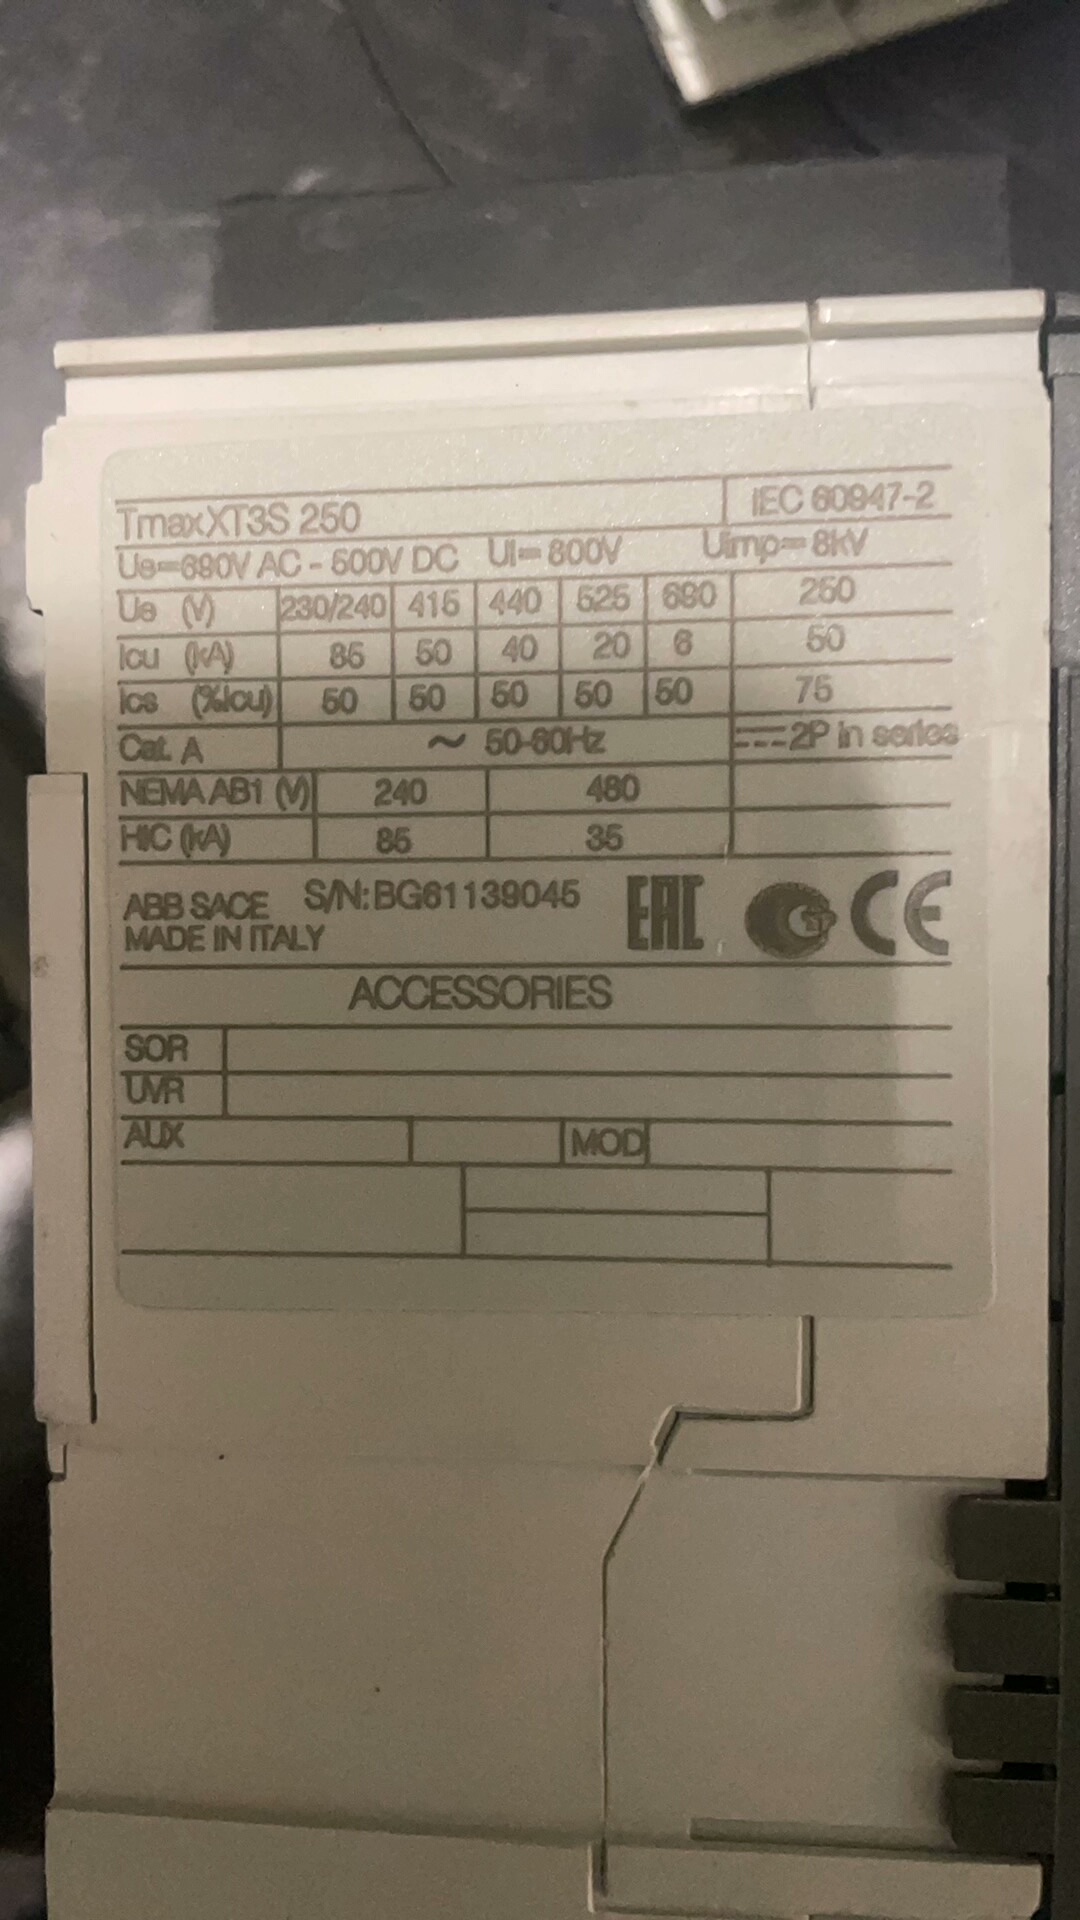 TmaxXT3S 250 IEC 60947-2
Ue=690V AC - 500V DC Ui=800V Uimp=8kV
Ue (V) 230/240 415 440 525 690 250
Icu (kA) 85 50 40 20 6 50
Ics (%Icu) 50 50 50 50 50 75
Cat. A ~ 50-60Hz 2P in series
NEMA AB1 (V) 240 480
HIC (kA) 85 35
ABB SACE S/N:BG61139045
MADE IN ITALY
EAC CE
ACCESSORIES
SOR
UVR
AUX MOD